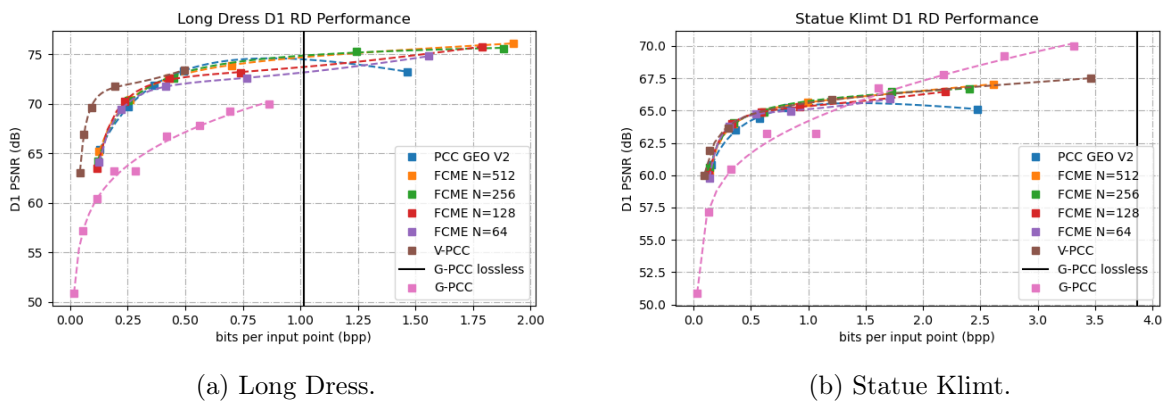 Long Dress D1 RD Performance
D1 PSNR (dB)
75
70
65
60
55
50
0.00 0.25 0.50 0.75 1.00 1.25 1.50 1.75 2.00
bits per input point (bpp)
PCC GEO V2
FCME N=512
FCME N=256
FCME N=128
FCME N=64
V-PCC
G-PCC lossless
G-PCC
(a) Long Dress.
Statue Klimt D1 RD Performance
D1 PSNR (dB)
70.0
67.5
65.0
62.5
60.0
57.5
55.0
52.5
50.0
0.0 0.5 1.0 1.5 2.0 2.5 3.0 3.5 4.0
bits per input point (bpp)
PCC GEO V2
FCME N=512
FCME N=256
FCME N=128
FCME N=64
V-PCC
G-PCC lossless
G-PCC
(b) Statue Klimt.